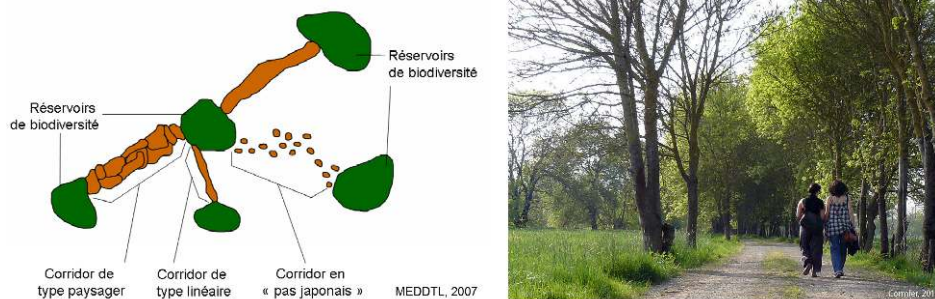 Réservoirs
de biodiversité
Réservoirs
de biodiversité
Corridor de
type paysager
Corridor de
type linéaire
Corridor en
« pas japonais »
MEDDTL, 2007